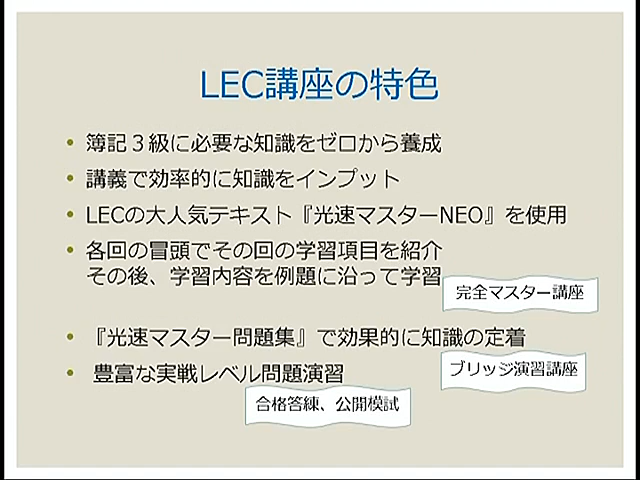 LEC講座の特色
• 簿記３級に必要な知識をゼロから養成
• 講義で効率的に知識をインプット
• LECの大人気テキスト『光速マスターNEO』を使用
• 各回の冒頭でその回の学習項目を紹介
その後、学習内容を例題に沿って学習
完全マスター講座
• 『光速マスター問題集』で効果的に知識の定着
ブリッジ演習講座
• 豊富な実戦レベル問題演習
合格答練、公開模試